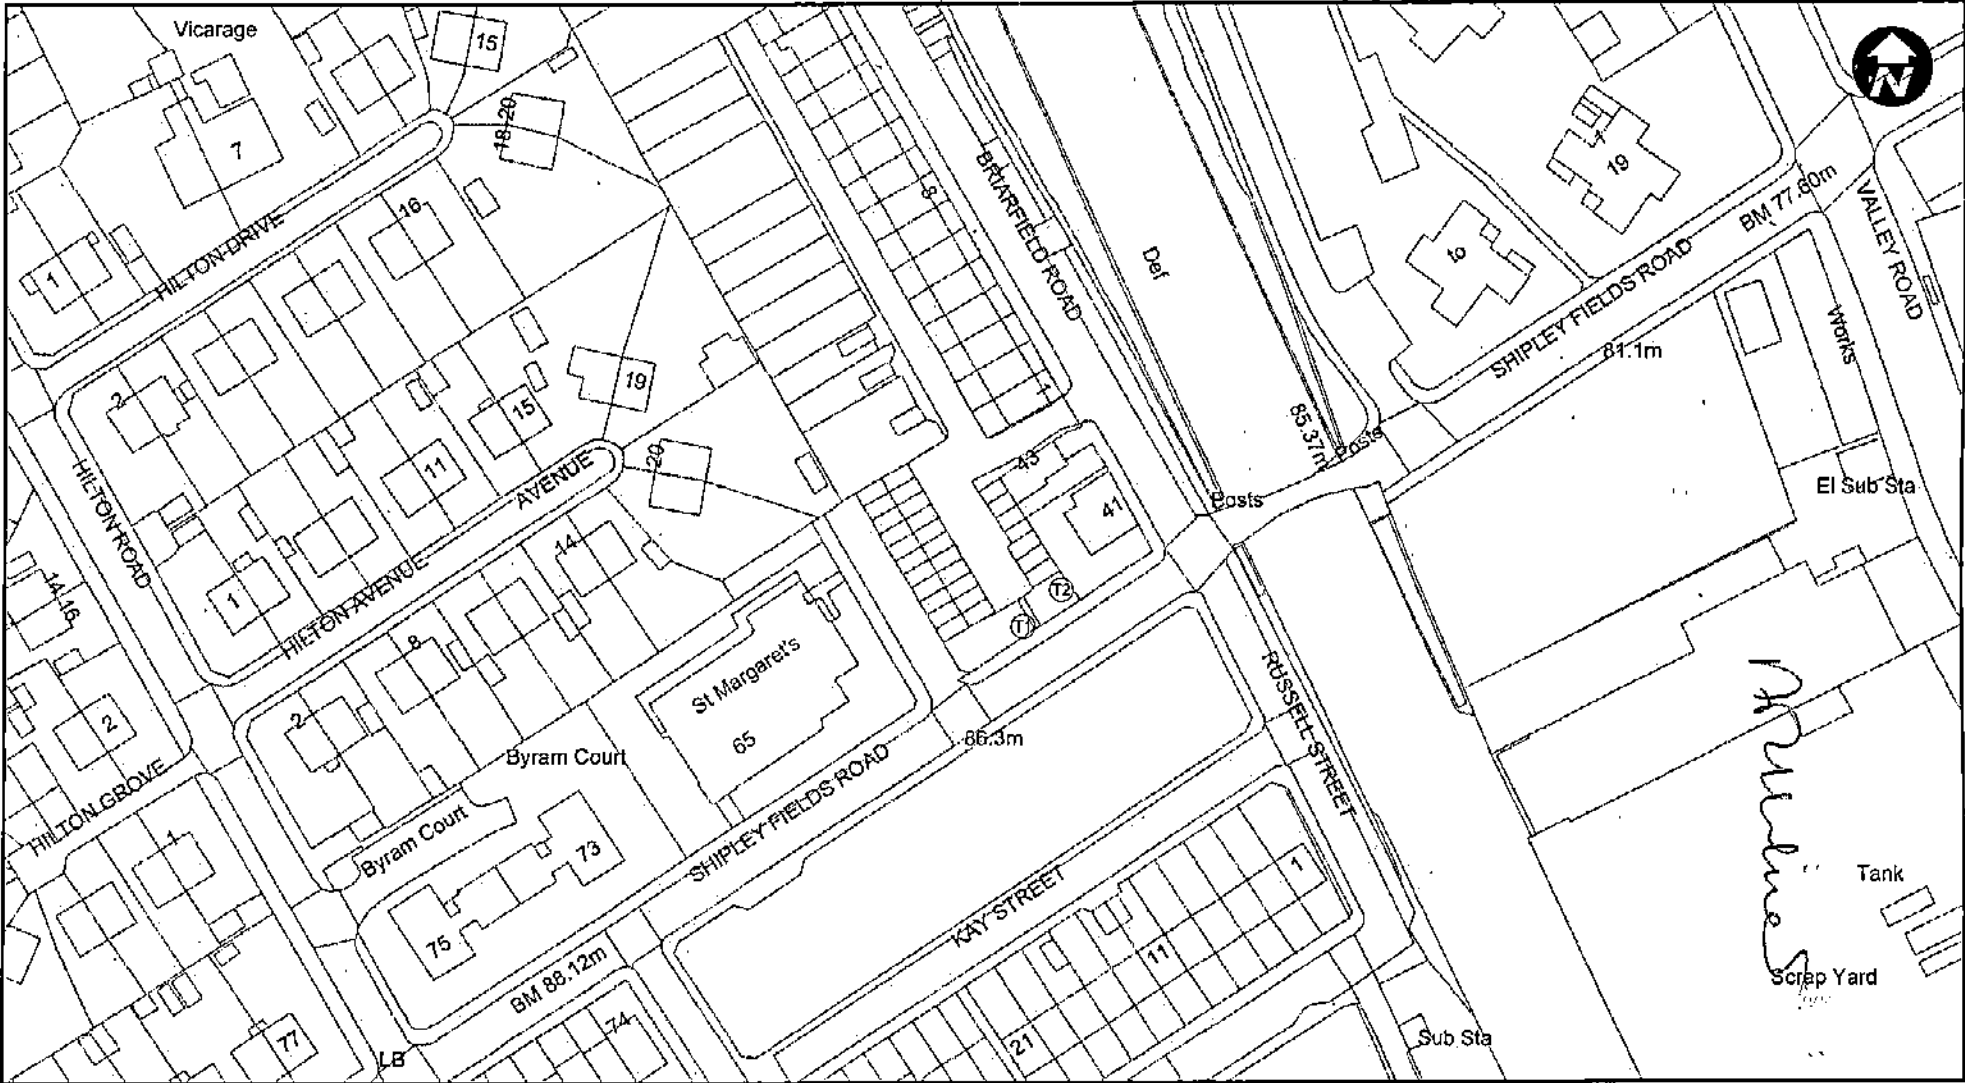 Vicarage
15
N
7
18-20
HILTON DRIVE
1
16
8
BRIARFIELD ROAD
Def
19
to
BM 77.60m
VALLEY ROAD
SHIPLEY FIELDS ROAD
81.1m
Works
2
19
15
11
1
85.37m
Posts
HILTON ROAD
AVENUE
20
43
41
Posts
El Sub Sta
14
14-16
1
HILTON AVENUE
T2
T1
8
St Margaret's
65
2
2
Byram Court
86.3m
RUSSELL STREET
HILTON GROVE
SHIPLEY FIELDS ROAD
Byram Court
1
73
75
KAY STREET
1
11
Tank
BM 88.12m
Scrap Yard
74
77
21
LB
Sub Sta